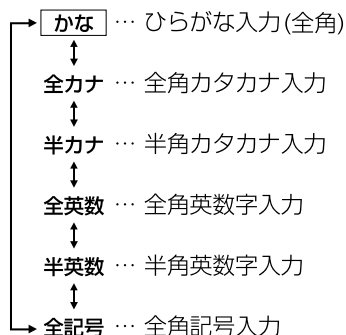 かな … ひらがな入力(全角)
全カナ … 全角カタカナ入力
半カナ … 半角カタカナ入力
全英数 … 全角英数字入力
半英数 … 半角英数字入力
全記号 … 全角記号入力